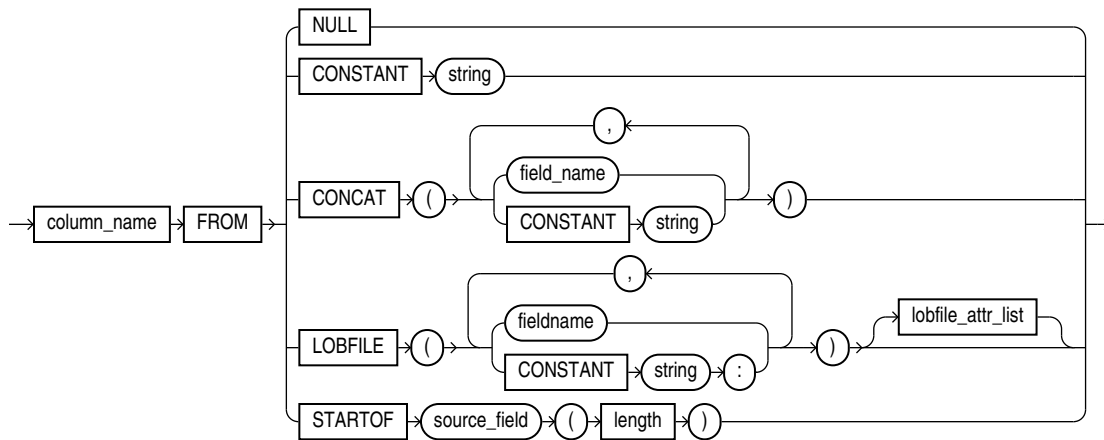 NULL
CONSTANT string
,
field_name
CONCAT ( )
CONSTANT string
column_name FROM
,
fieldname lobfile_attr_list
LOBFILE ( )
CONSTANT string :
STARTOF source_field ( length )